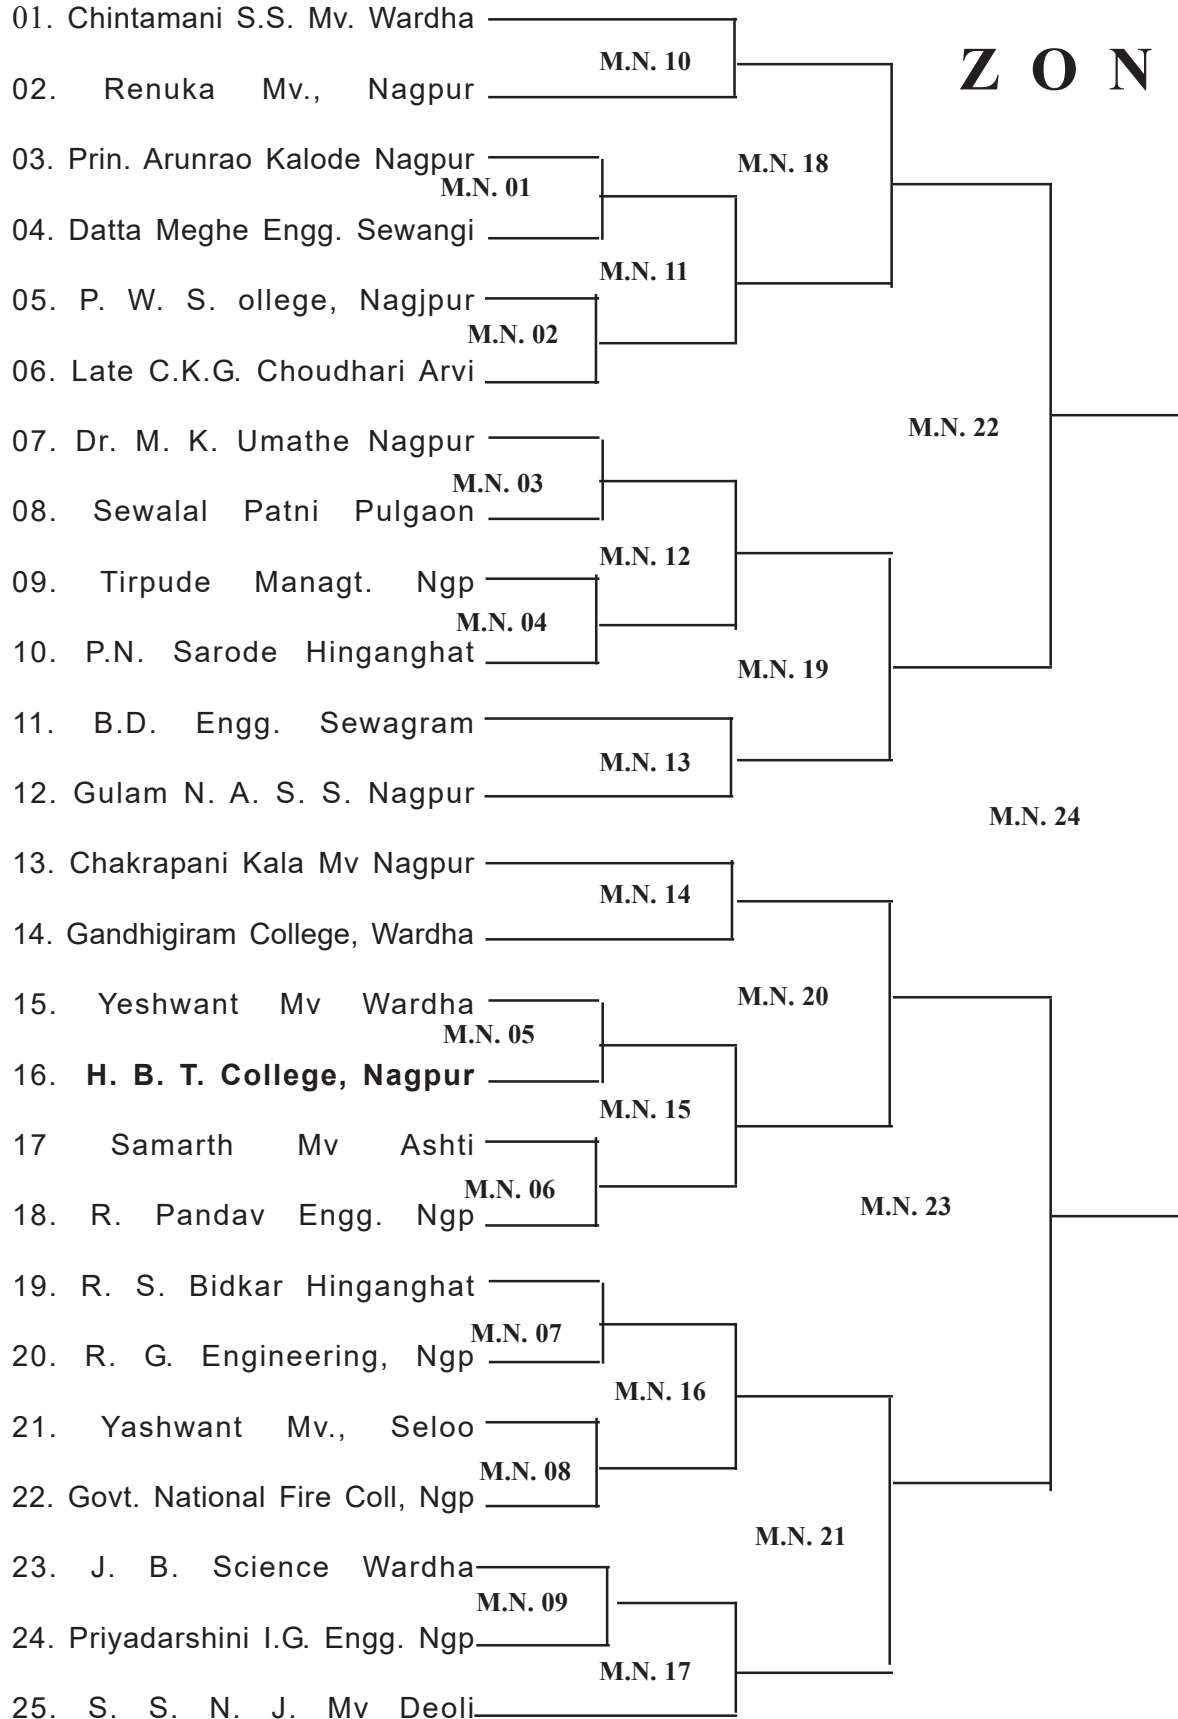 01. Chintamani S.S. Mv. Wardha
M.N. 10
Z O N
02. Renuka Mv., Nagpur
03. Prin. Arunrao Kalode Nagpur
M.N. 18
M.N. 01
04. Datta Meghe Engg. Sewangi
M.N. 11
05. P. W. S. ollege, Nagjpur
M.N. 02
06. Late C.K.G. Choudhari Arvi
M.N. 22
07. Dr. M. K. Umathe Nagpur
M.N. 03
08. Sewalal Patni Pulgaon
M.N. 12
09. Tirpude Managt. Ngp
M.N. 04
10. P.N. Sarode Hinganghat
M.N. 19
11. B.D. Engg. Sewagram
M.N. 13
12. Gulam N. A. S. S. Nagpur
M.N. 24
13. Chakrapani Kala Mv Nagpur
M.N. 14
14. Gandhigiram College, Wardha
M.N. 20
15. Yeshwant Mv Wardha
M.N. 05
16. H. B. T. College, Nagpur
M.N. 15
17 Samarth Mv Ashti
M.N. 06
18. R. Pandav Engg. Ngp
M.N. 23
19. R. S. Bidkar Hinganghat
M.N. 07
20. R. G. Engineering, Ngp
M.N. 16
21. Yashwant Mv., Seloo
M.N. 08
22. Govt. National Fire Coll, Ngp
M.N. 21
23. J. B. Science Wardha
M.N. 09
24. Priyadarshini I.G. Engg. Ngp
M.N. 17
25. S. S. N. J. Mv Deoli